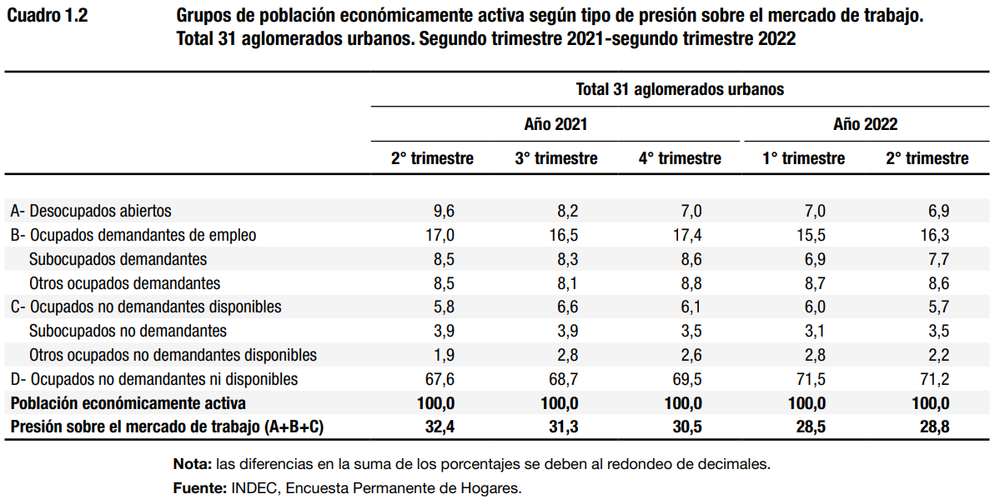 Cuadro 1.2 Grupos de población económicamente activa según tipo de presión sobre el mercado de trabajo.
Total 31 aglomerados urbanos. Segundo trimestre 2021-segundo trimestre 2022
Total 31 aglomerados urbanos
Año 2021 Año 2022
2° trimestre 3° trimestre 4° trimestre 1° trimestre 2° trimestre
A- Desocupados abiertos 9,6 8,2 7,0 7,0 6,9
B- Ocupados demandantes de empleo 17,0 16,5 17,4 15,5 16,3
Subocupados demandantes 8,5 8,3 8,6 6,9 7,7
Otros ocupados demandantes 8,5 8,1 8,8 8,7 8,6
C- Ocupados no demandantes disponibles 5,8 6,6 6,1 6,0 5,7
Subocupados no demandantes 3,9 3,9 3,5 3,1 3,5
Otros ocupados no demandantes disponibles 1,9 2,8 2,6 2,8 2,2
D- Ocupados no demandantes ni disponibles 67,6 68,7 69,5 71,5 71,2
Población económicamente activa 100,0 100,0 100,0 100,0 100,0
Presión sobre el mercado de trabajo (A+B+C) 32,4 31,3 30,5 28,5 28,8
Nota: las diferencias en la suma de los porcentajes se deben al redondeo de decimales.
Fuente: INDEC, Encuesta Permanente de Hogares.